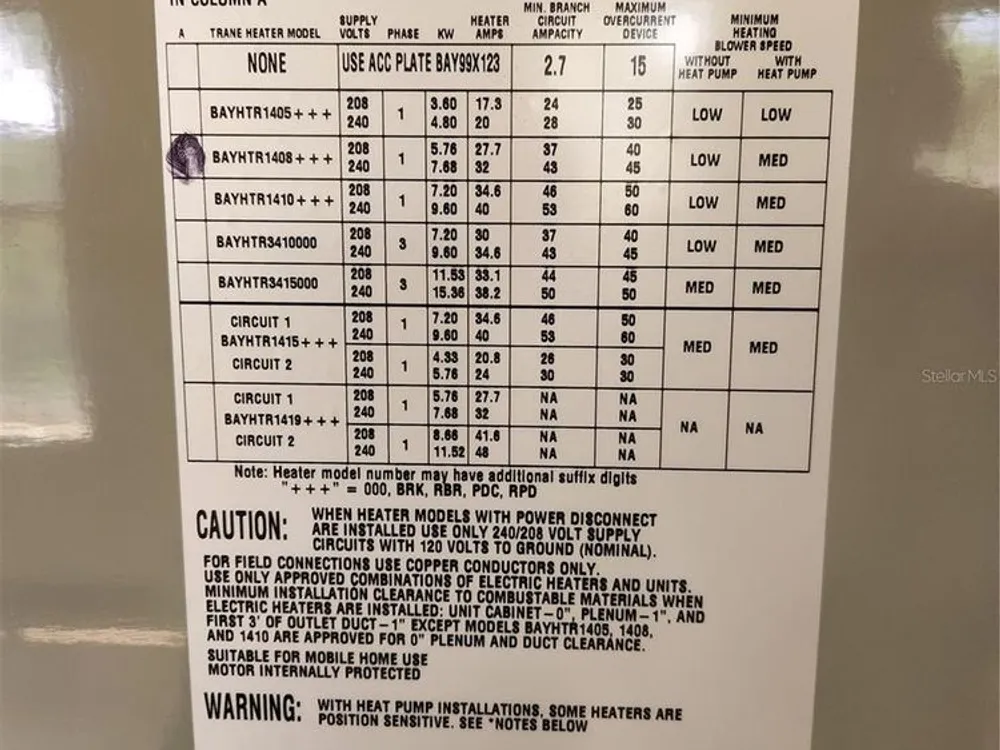 IN COLUMN A
A TRANE HEATER MODEL SUPPLY VOLTS PHASE KW HEATER AMPS MIN. BRANCH CIRCUIT AMPACITY MAXIMUM OVERCURRENT DEVICE MINIMUM HEATING BLOWER SPEED
WITHOUT HEAT PUMP WITH HEAT PUMP
NONE USE ACC PLATE BAY99X123 2.7 15
BAYHTR1405+++ 208 1 3.60 17.3 24 25 LOW LOW
240 4.80 20 28 30
BAYHTR1408+++ 208 1 5.76 27.7 37 40 LOW MED
240 7.68 32 43 45
BAYHTR1410+++ 208 1 7.20 34.6 46 50 LOW MED
240 9.60 40 53 60
BAYHTR3410000 208 3 7.20 30 37 40 LOW MED
240 9.60 34.6 43 45
BAYHTR3415000 208 3 11.53 33.1 44 45 MED MED
240 15.36 38.2 50 50
CIRCUIT 1 208 1 7.20 34.6 46 50
240 9.60 40 53 60
BAYHTR1415+++ MED MED
CIRCUIT 2 208 1 4.33 20.8 26 30
240 5.76 24 30 30
CIRCUIT 1 208 1 5.76 27.7 NA NA
240 7.68 32 NA NA
BAYHTR1419+++ NA NA
CIRCUIT 2 208 1 8.66 41.6 NA NA
240 11.52 48 NA NA
Note: Heater model number may have additional suffix digits
"+++" = 000, BRK, RBR, PDC, RPD
CAUTION: WHEN HEATER MODELS WITH POWER DISCONNECT
ARE INSTALLED USE ONLY 240/208 VOLT SUPPLY
CIRCUITS WITH 120 VOLTS TO GROUND (NOMINAL).
FOR FIELD CONNECTIONS USE COPPER CONDUCTORS ONLY.
USE ONLY APPROVED COMBINATIONS OF ELECTRIC HEATERS AND UNITS.
MINIMUM INSTALLATION CLEARANCE TO COMBUSTABLE MATERIALS WHEN
ELECTRIC HEATERS ARE INSTALLED: UNIT CABINET-0", PLENUM-1", AND
FIRST 3' OF OUTLET DUCT-1" EXCEPT MODELS BAYHTR1405, 1408,
AND 1410 ARE APPROVED FOR 0" PLENUM AND DUCT CLEARANCE.
SUITABLE FOR MOBILE HOME USE
MOTOR INTERNALLY PROTECTED
WARNING: WITH HEAT PUMP INSTALLATIONS, SOME HEATERS ARE
POSITION SENSITIVE. SEE *NOTES BELOW
StellarMLS